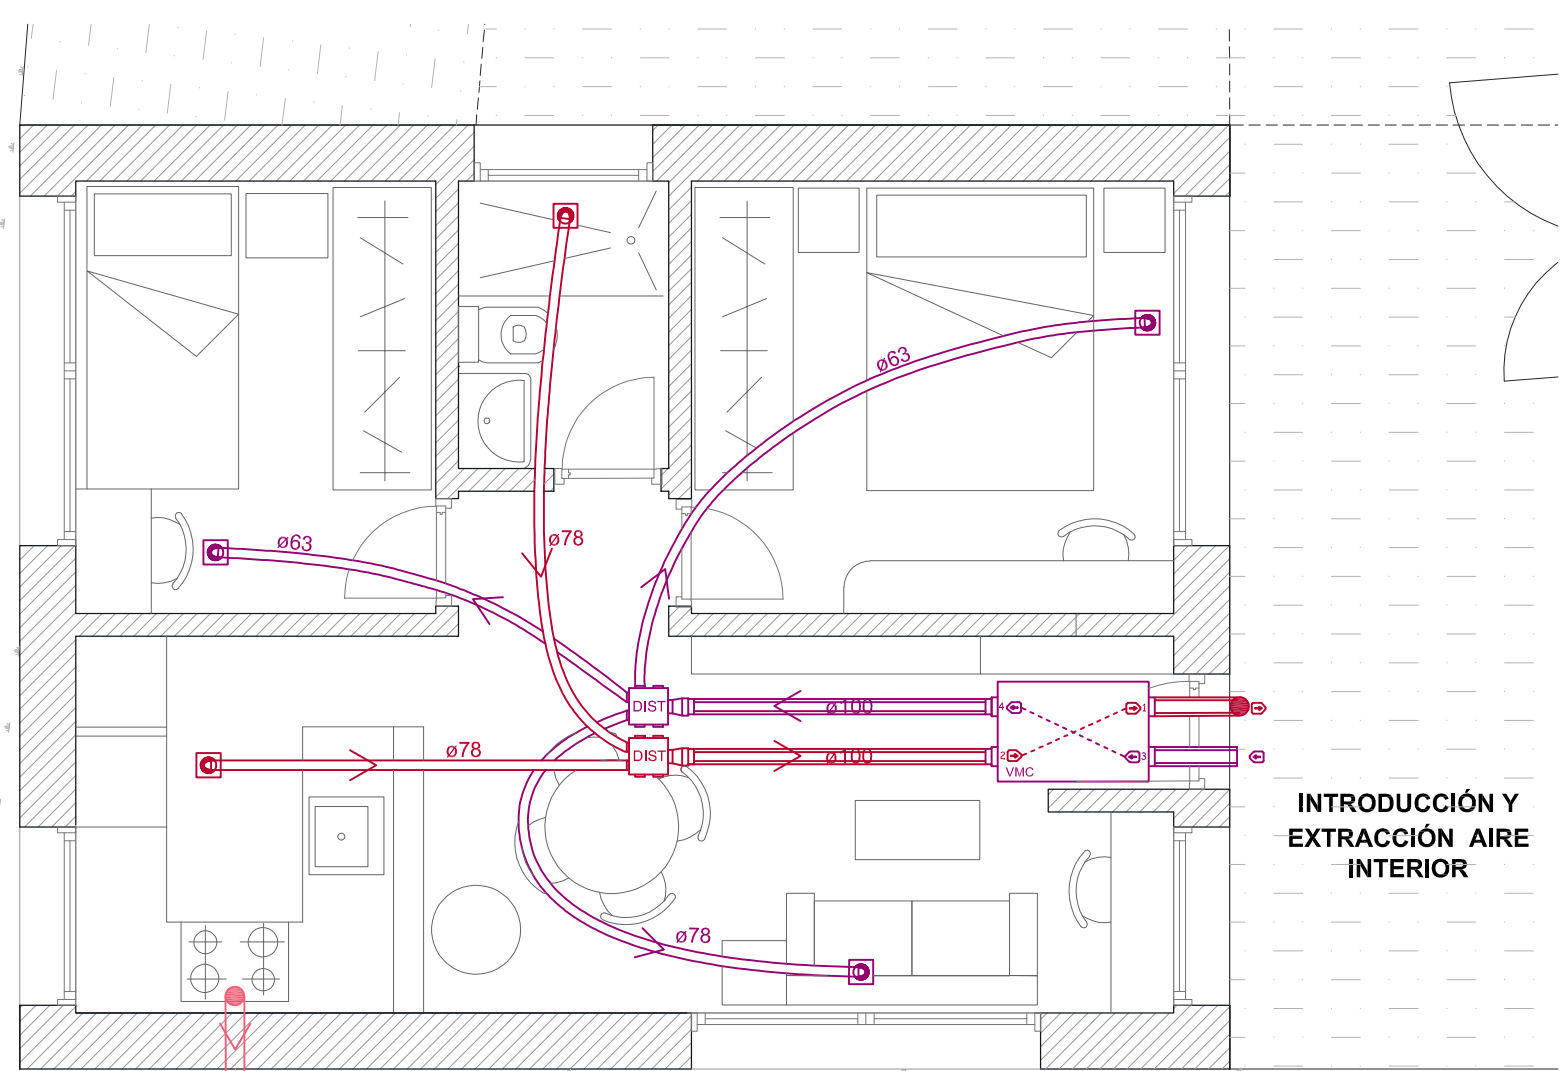 ø63
ø63
ø78
DIST
ø100
4
1
ø78
DIST
ø100
2
3
VMC
INTRODUCCIÓN Y
EXTRACCIÓN AIRE
INTERIOR
ø78